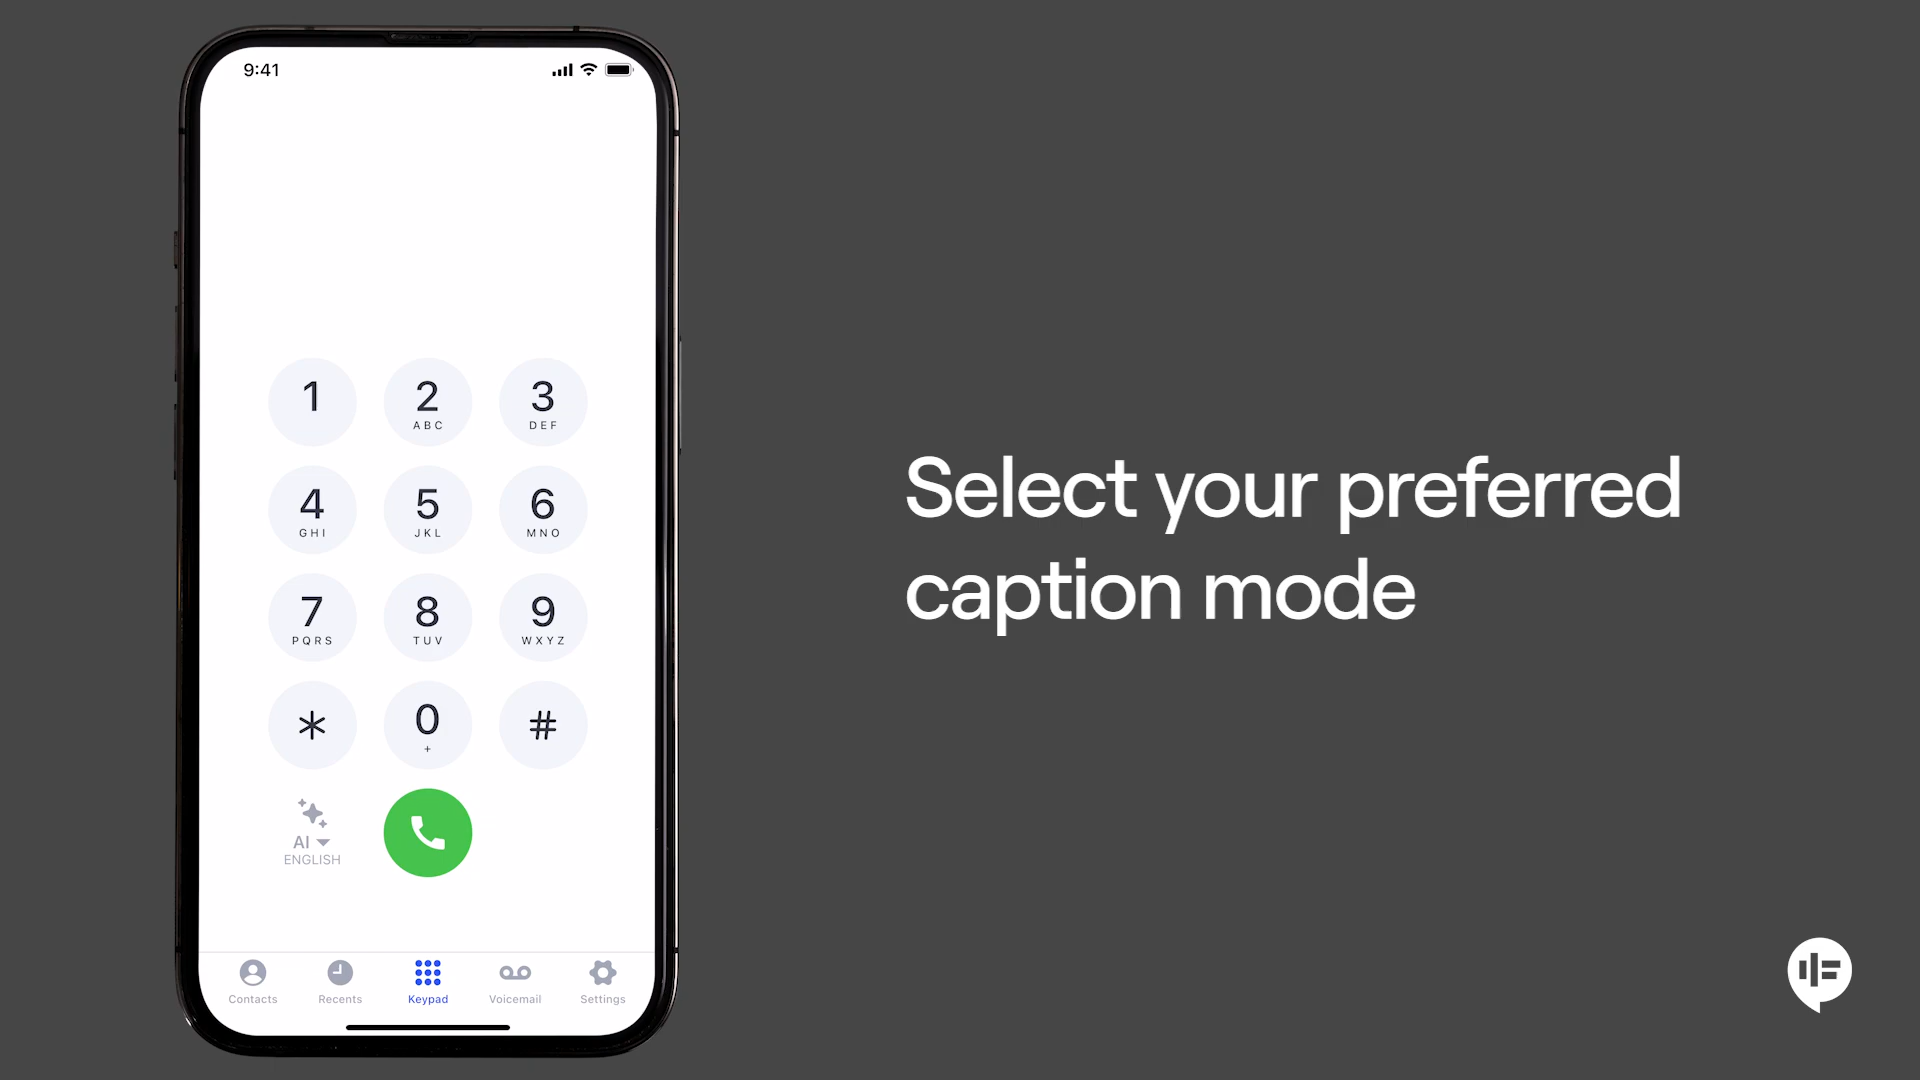 9:41
1
2
ABC
3
DEF
4
GHI
5
JKL
6
MNO
7
PQRS
8
TUV
9
WXYZ
*
0
+
#
AI
ENGLISH
Contacts
Recents
Keypad
Voicemail
Settings
Select your preferred
caption mode